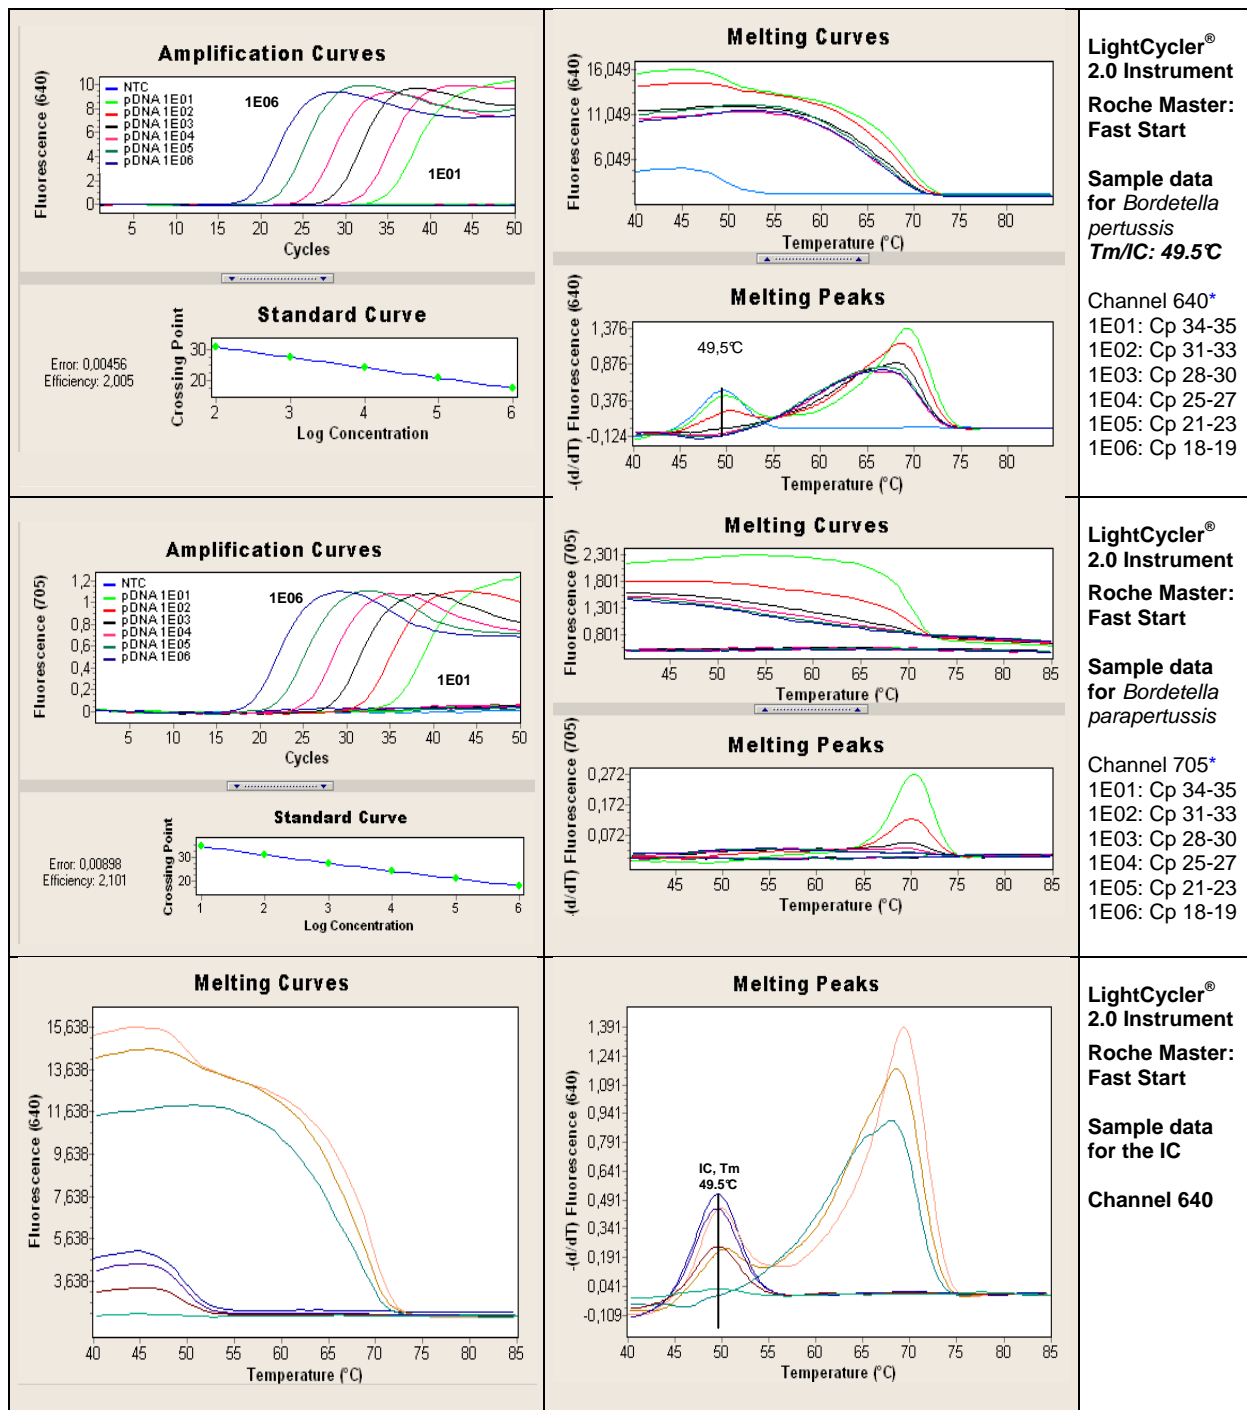 Amplification Curves
Fluorescence (640)
10
8
6
4
2
0
NTC
pDNA 1E01
pDNA 1E02
pDNA 1E03
pDNA 1E04
pDNA 1E05
pDNA 1E06
1E06
1E01
5 10 15 20 25 30 35 40 45 50
Cycles
Standard Curve
Error: 0,00456
Efficiency: 2,005
Crossing Point
30
20
2 3 4 5 6
Log Concentration
Melting Curves
Fluorescence (640)
16,049
11,049
6,049
40 45 50 55 60 65 70 75 80
Temperature (°C)
Melting Peaks
-(d/dT) Fluorescence (640)
1,376
0,876
0,376
-0,124
49,5°C
40 45 50 55 60 65 70 75 80
Temperature (°C)
LightCycler®
2.0 Instrument
Roche Master:
Fast Start
Sample data
for Bordetella
pertussis
Tm/IC: 49.5°C
Channel 640*
1E01: Cp 34-35
1E02: Cp 31-33
1E03: Cp 28-30
1E04: Cp 25-27
1E05: Cp 21-23
1E06: Cp 18-19
Amplification Curves
Fluorescence (705)
1,2
1
0,8
0,6
0,4
0,2
0
NTC
pDNA 1E01
pDNA 1E02
pDNA 1E03
pDNA 1E04
pDNA 1E05
pDNA 1E06
1E06
1E01
5 10 15 20 25 30 35 40 45 50
Cycles
Standard Curve
Error: 0,00898
Efficiency: 2,101
Crossing Point
30
20
1 2 3 4 5 6
Log Concentration
Melting Curves
Fluorescence (705)
2,301
1,801
1,301
0,801
45 50 55 60 65 70 75 80 85
Temperature (°C)
Melting Peaks
-(d/dT) Fluorescence (705)
0,272
0,172
0,072
45 50 55 60 65 70 75 80 85
Temperature (°C)
LightCycler®
2.0 Instrument
Roche Master:
Fast Start
Sample data
for Bordetella
parapertussis
Channel 705*
1E01: Cp 34-35
1E02: Cp 31-33
1E03: Cp 28-30
1E04: Cp 25-27
1E05: Cp 21-23
1E06: Cp 18-19
Melting Curves
Fluorescence (640)
15,638
13,638
11,638
9,638
7,638
5,638
3,638
40 45 50 55 60 65 70 75 80 85
Temperature (°C)
Melting Peaks
-(d/dT) Fluorescence (640)
1,391
1,241
1,091
0,941
0,791
0,641
0,491
0,341
0,191
0,041
-0,109
IC, Tm
49.5°C
40 45 50 55 60 65 70 75 80 85
Temperature (°C)
LightCycler®
2.0 Instrument
Roche Master:
Fast Start
Sample data
for the IC
Channel 640